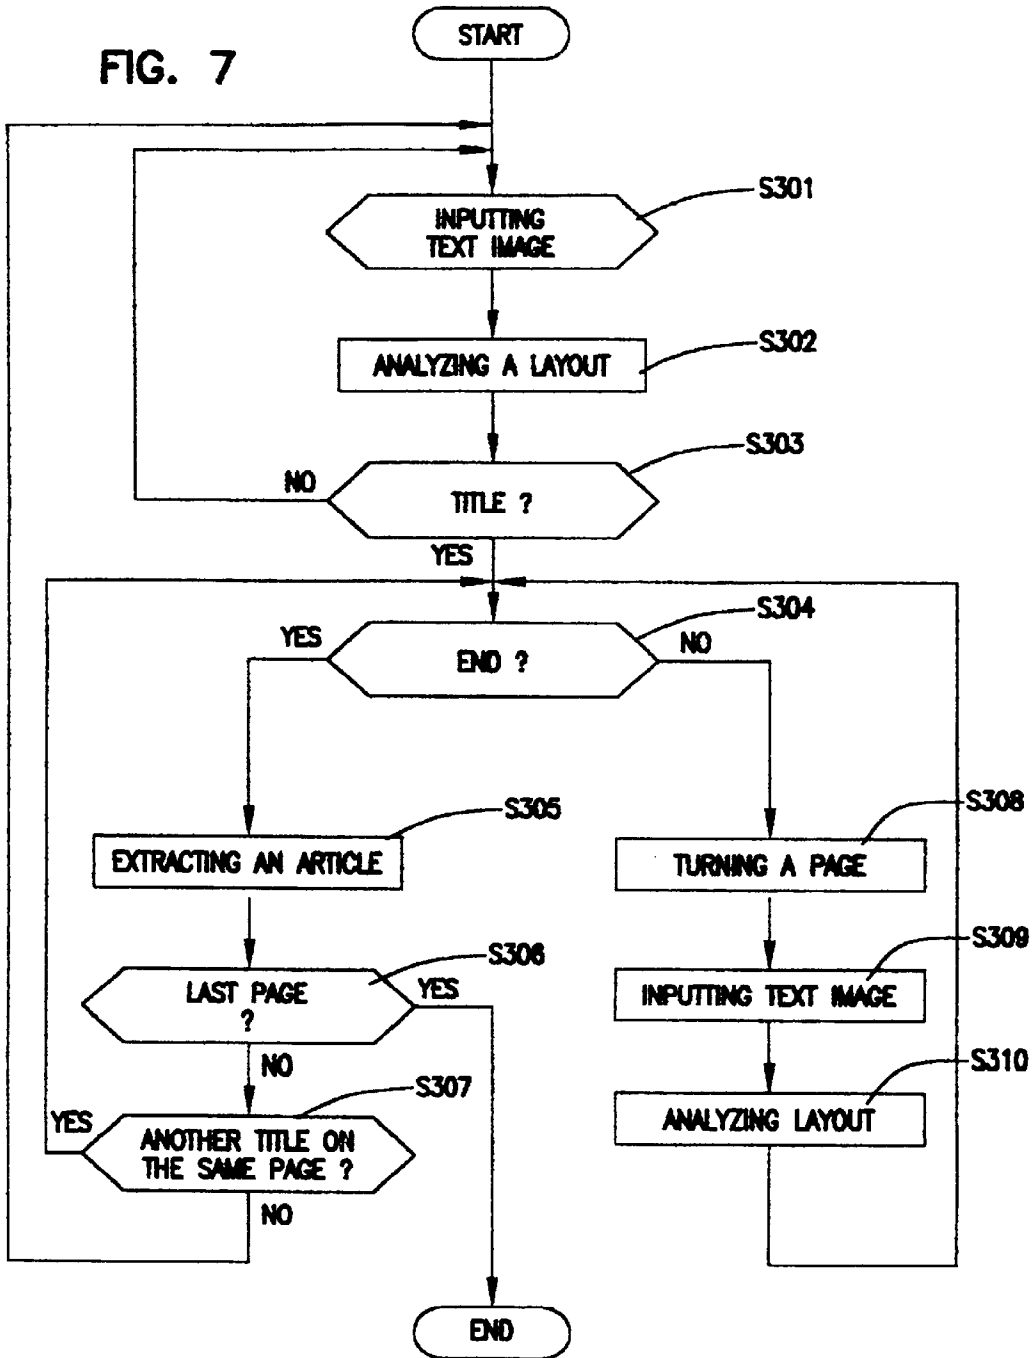 START
FIG. 7
S301
INPUTTING
TEXT IMAGE
S302
ANALYZING A LAYOUT
S303
NO
TITLE ?
YES
S304
YES
NO
END ?
S305
S308
EXTRACTING AN ARTICLE
TURNING A PAGE
S306
S309
LAST PAGE
?
YES
INPUTTING TEXT IMAGE
NO
S307
S310
YES
ANOTHER TITLE ON
THE SAME PAGE ?
ANALYZING LAYOUT
NO
END